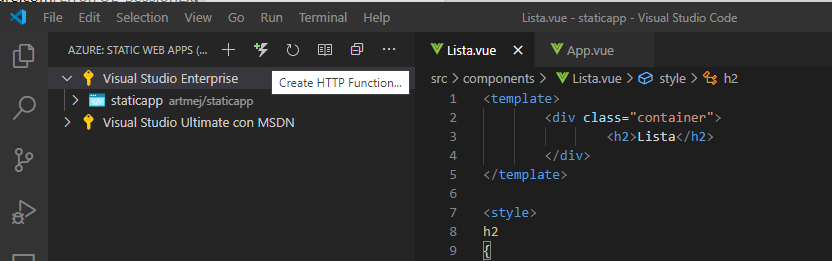 File Edit Selection View Go Run Terminal Help Lista.vue - staticapp - Visual Studio Code
AZURE: STATIC WEB APPS (...
Visual Studio Enterprise
Create HTTP Function...
staticapp artmej/staticapp
Visual Studio Ultimate con MSDN
Lista.vue App.vue
src > components > Lista.vue > style > h2
1 <template>
2 <div class="container">
3 <h2>Lista</h2>
4 </div>
5 </template>
6
7 <style>
8 h2
9 {